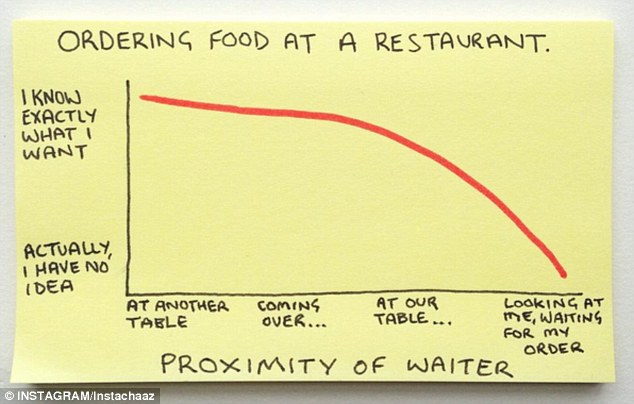 ORDERING FOOD AT A RESTAURANT.
I KNOW
EXACTLY
WHAT I
WANT
ACTUALLY,
I HAVE NO
IDEA
AT ANOTHER
TABLE
COMING
OVER...
AT OUR
TABLE...
LOOKING AT
ME, WAITING
FOR MY
ORDER
PROXIMITY OF WAITER
© INSTAGRAM/Instachaaz